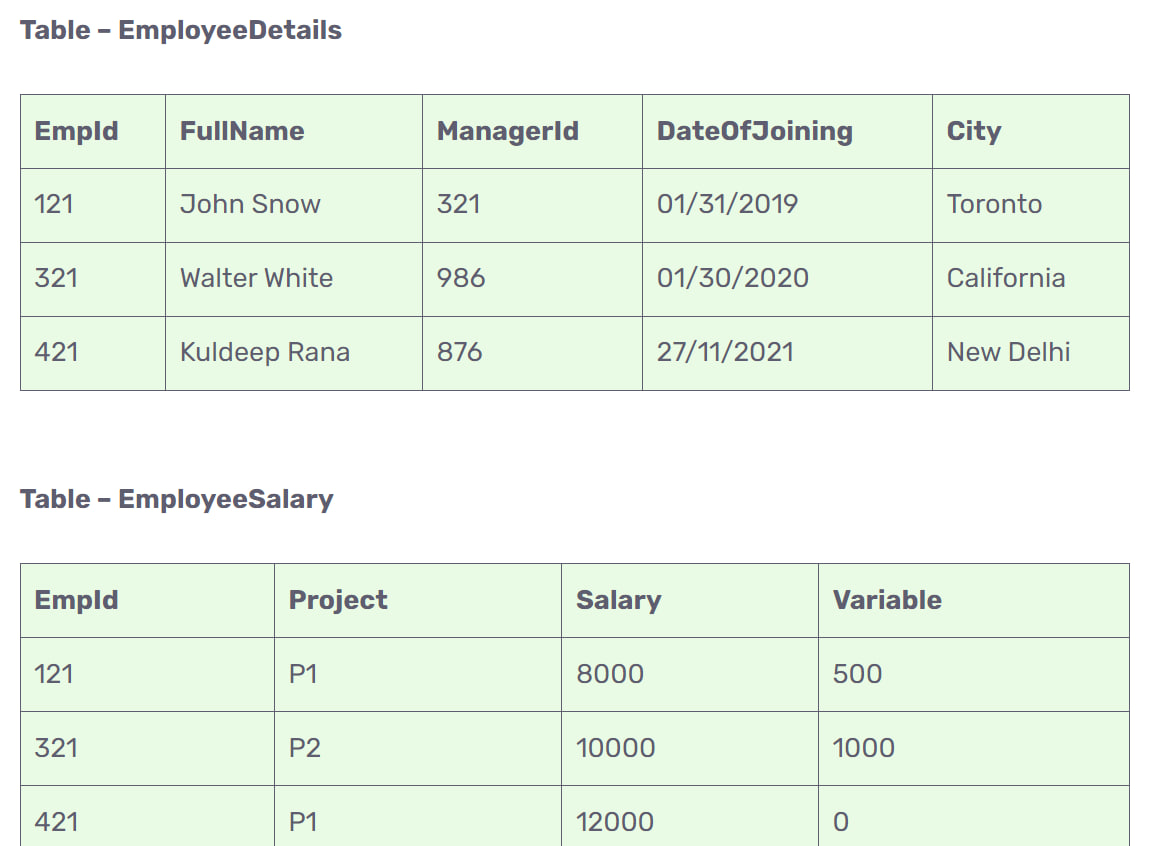 Table – EmployeeDetails
EmpId FullName ManagerId DateOfJoining City
121 John Snow 321 01/31/2019 Toronto
321 Walter White 986 01/30/2020 California
421 Kuldeep Rana 876 27/11/2021 New Delhi
Table – EmployeeSalary
EmpId Project Salary Variable
121 P1 8000 500
321 P2 10000 1000
421 P1 12000 0